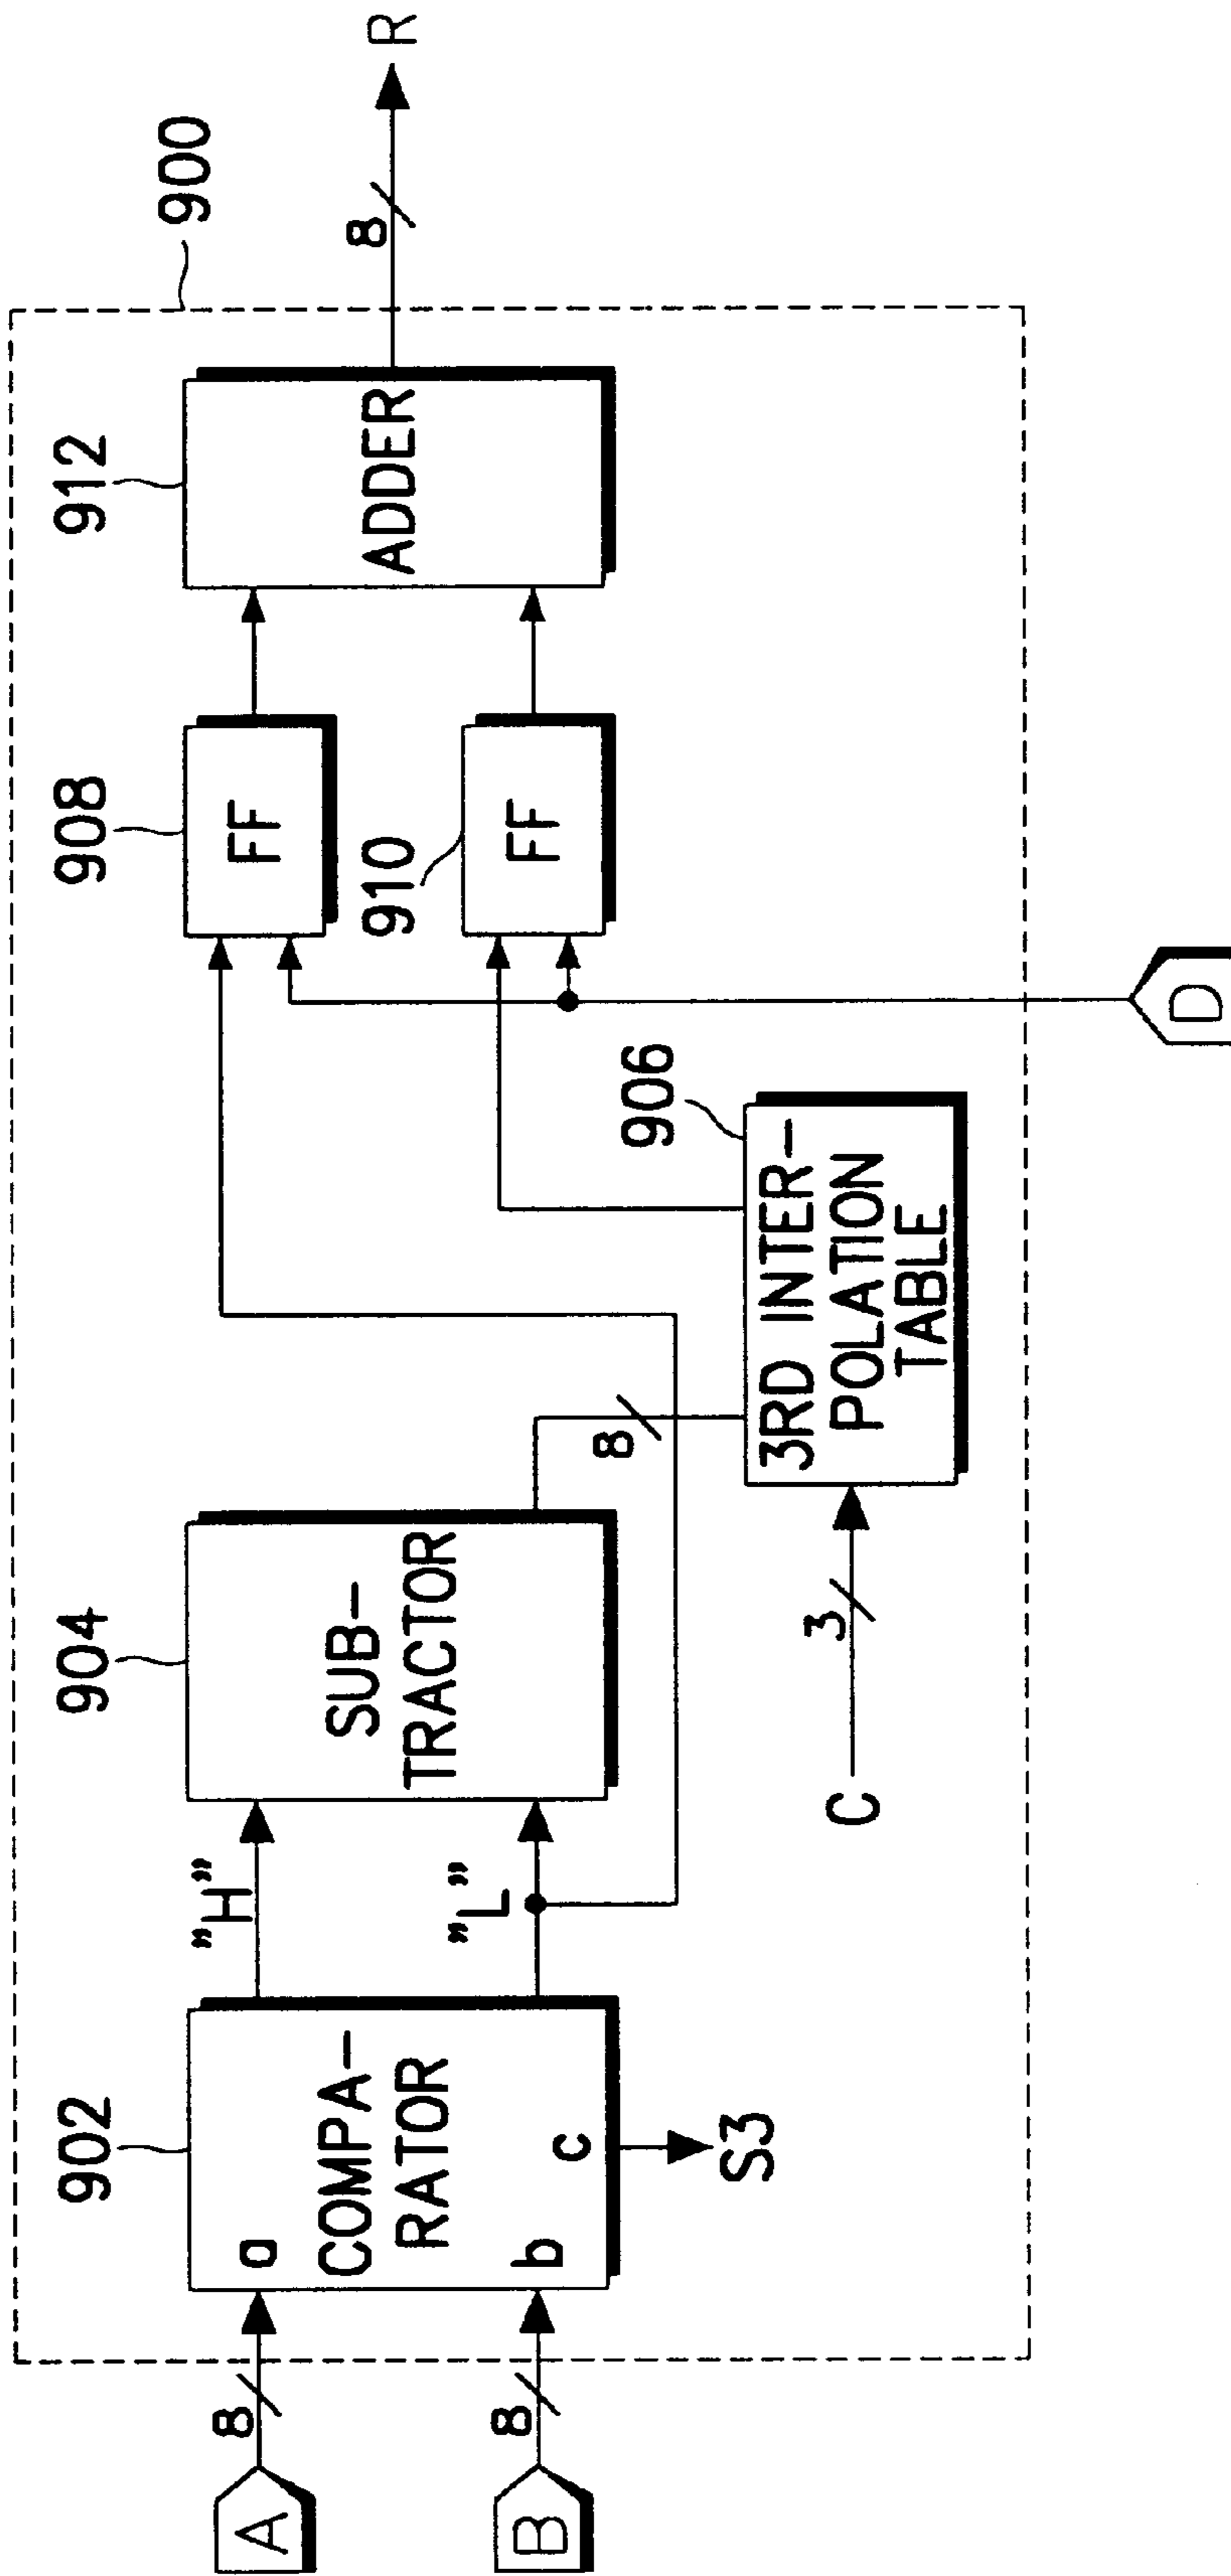 900
902
904
908
912
910
906
A
8
a
COMPA-
RATOR
b
c
B
8
S3
"H"
"L"
SUB-
TRACTOR
8
C
3
3RD INTER-
POLATION
TABLE
FF
FF
ADDER
8
R
D